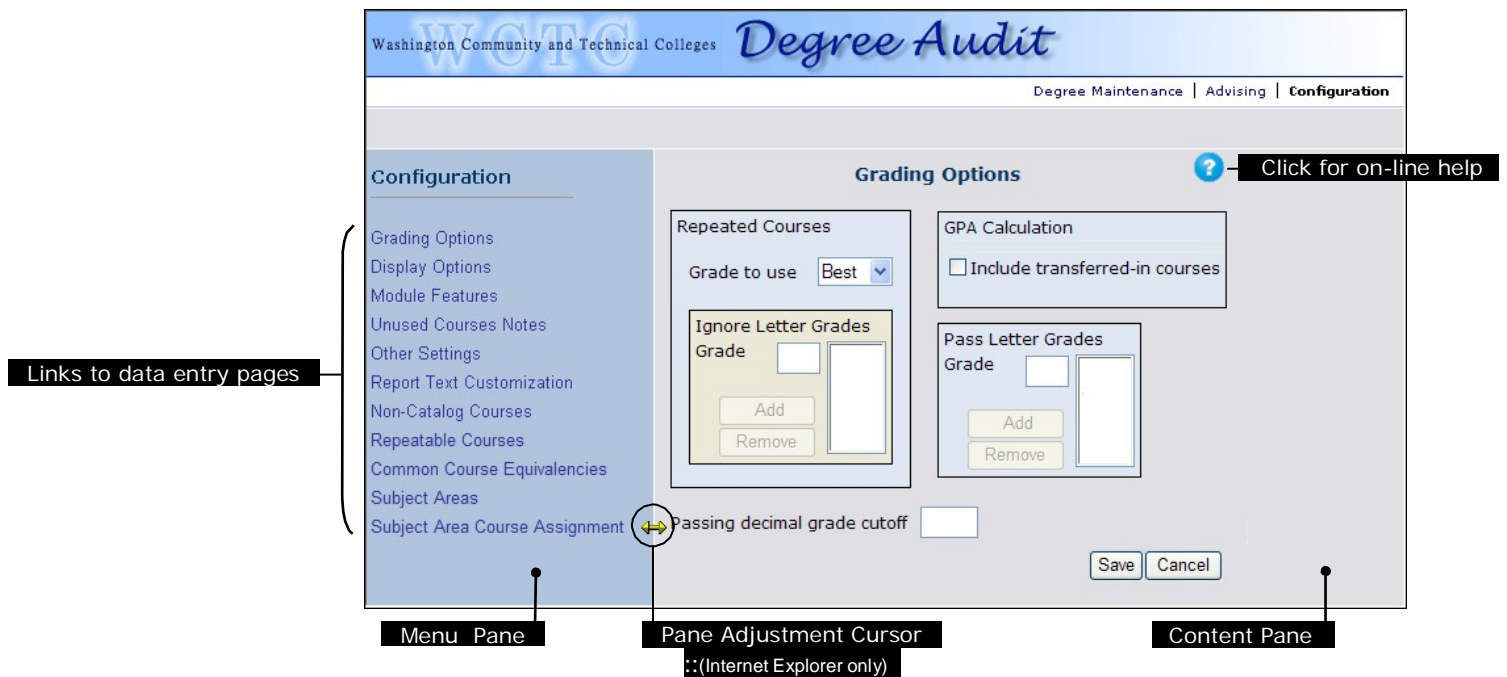 WCTC
Washington Community and Technical Colleges
Degree Audit
Degree Maintenance | Advising | Configuration
Configuration
Grading Options
?
Click for on-line help
Grading Options
Display Options
Module Features
Unused Courses Notes
Other Settings
Report Text Customization
Non-Catalog Courses
Repeatable Courses
Common Course Equivalencies
Subject Areas
Subject Area Course Assignment
Links to data entry pages
Repeated Courses
Grade to use Best
Ignore Letter Grades
Grade
Add
Remove
GPA Calculation
Include transferred-in courses
Pass Letter Grades
Grade
Add
Remove
Passing decimal grade cutoff
Save Cancel
Menu Pane
Pane Adjustment Cursor
::(Internet Explorer only)
Content Pane